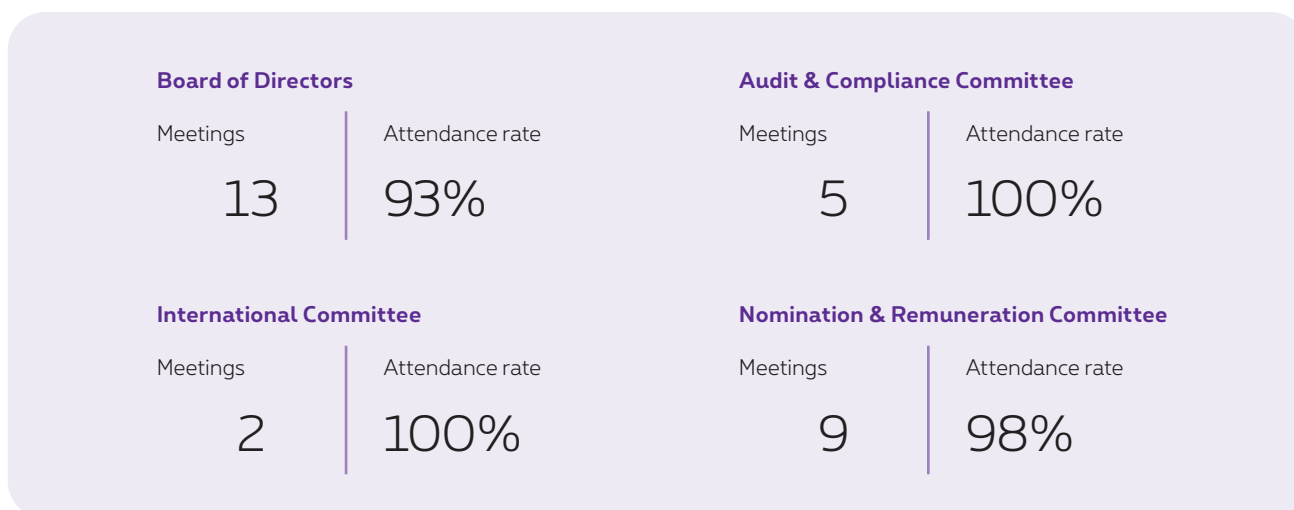 Board of Directors
Meetings
Attendance rate
13
93%
Audit & Compliance Committee
Meetings
Attendance rate
5
100%
International Committee
Meetings
Attendance rate
2
100%
Nomination & Remuneration Committee
Meetings
Attendance rate
9
98%